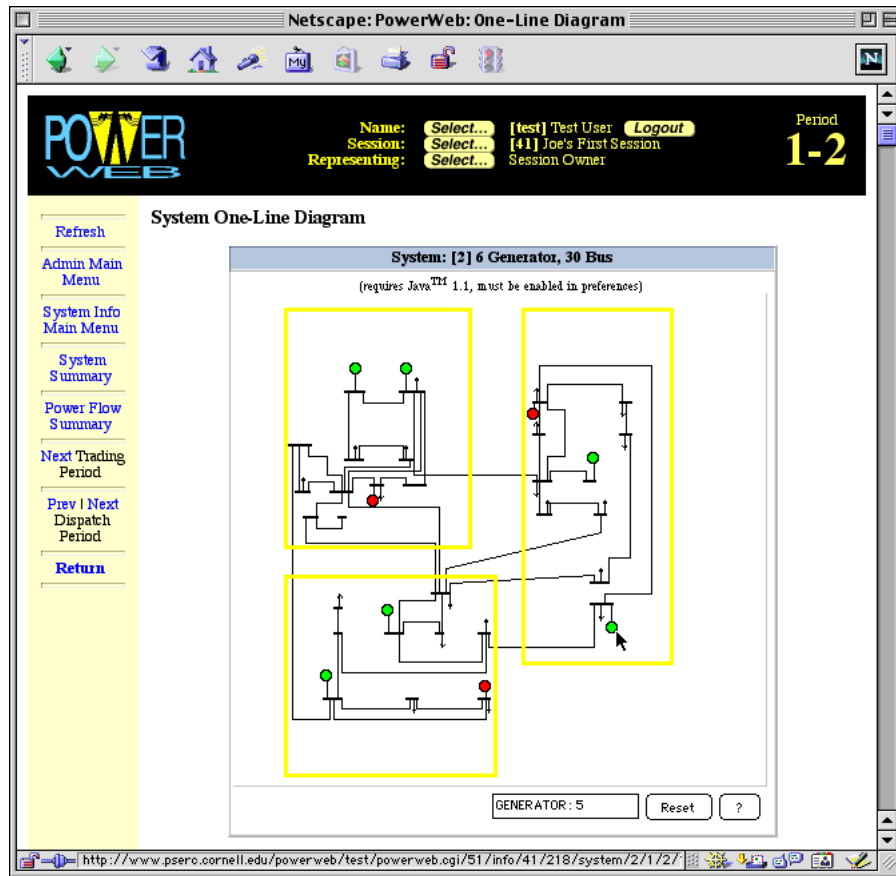 Netscape: PowerWeb: One-Line Diagram
My
N
POWER
WEB
Name: Select... [test] Test User Logout
Session: Select... [41] Joe's First Session
Representing: Select... Session Owner
Period
1-2
Refresh
Admin Main
Menu
System Info
Main Menu
System
Summary
Power Flow
Summary
Next Trading
Period
Prev | Next
Dispatch
Period
Return
System One-Line Diagram
System: [2] 6 Generator, 30 Bus
(requires Java™ 1.1, must be enabled in preferences)
GENERATOR: 5
Reset
?
http://www.pserc.cornell.edu/powerweb/test/powerweb.cgi/51/info/41/218/system/2/1/2/